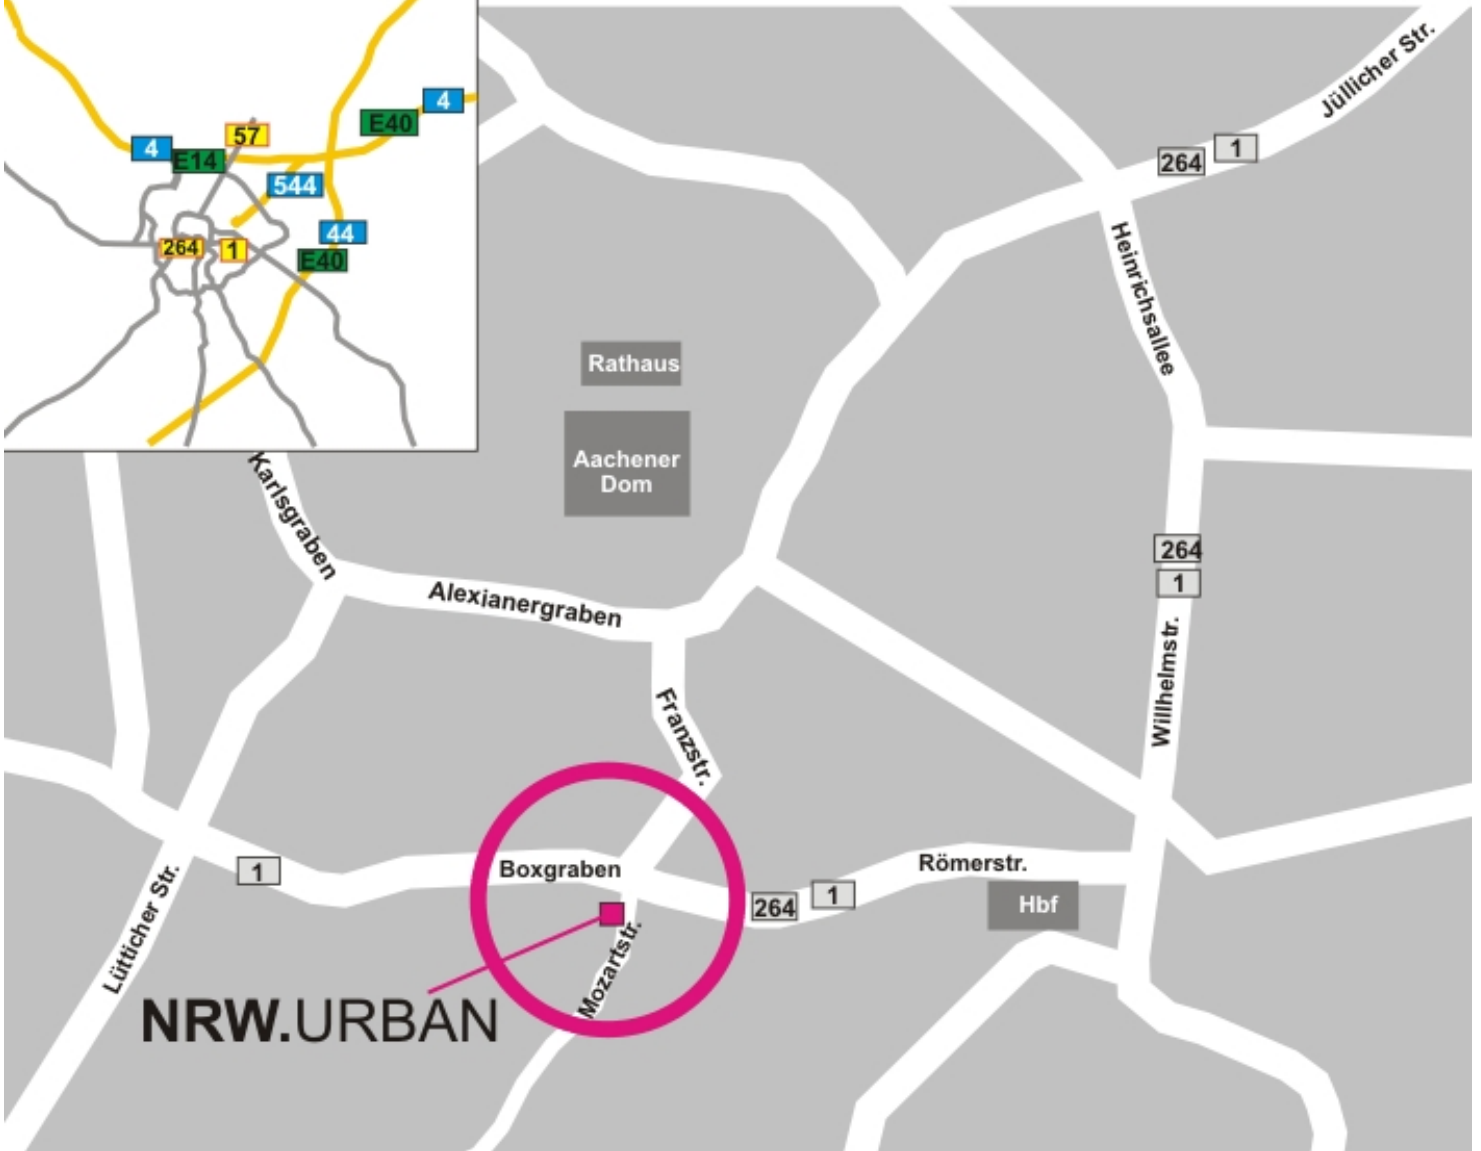 4
57
E40
4
E14
544
44
264
1
E40
Jüllicher Str.
1
264
Heinrichsallee
Rathaus
Aachener
Dom
Karlsgraben
Alexianergraben
264
1
Willhelmstr.
Franzstr.
Boxgraben
1
Römerstr.
264
1
Hbf
Lütticher Str.
Mozartstr.
NRW.URBAN